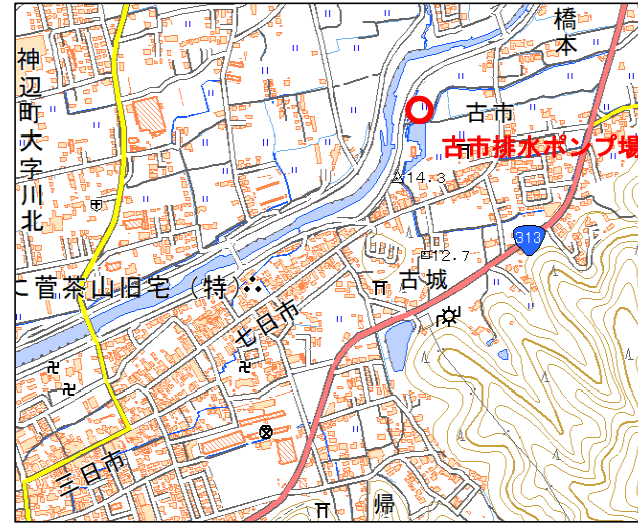 橋本
神辺町大字川北
古市
古市排水ポンプ場
14.3
313
12.7
菅茶山旧宅(特)
古城
七日市
三日市
帰